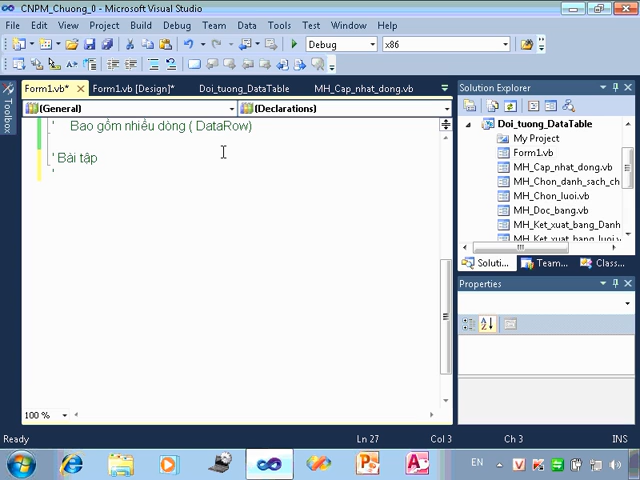 CNPM_Chuong_0 - Microsoft Visual Studio
File Edit View Project Build Debug Team Data Tools Test Window Help
Debug x86
Form1.vb* Form1.vb [Design]* Doi_tuong_DataTable MH_Cap_nhat_dong.vb
Toolbox
(General) (Declarations)
' Bao gồm nhiều dòng ( DataRow)
' Bài tập
'
100 %
Solution Explorer
Doi_tuong_DataTable
My Project
Form1.vb
MH_Cap_nhat_dong.vb
MH_Chon_danh_sach_ch
MH_Chon_luoi.vb
MH_Doc_bang.vb
MH_Ket_xuat_bang_Danh
MH_Ket_xuat_bang_luoi.vb
Soluti... Team... Class...
Properties
Ready Ln 27 Col 3 Ch 3 INS
EN